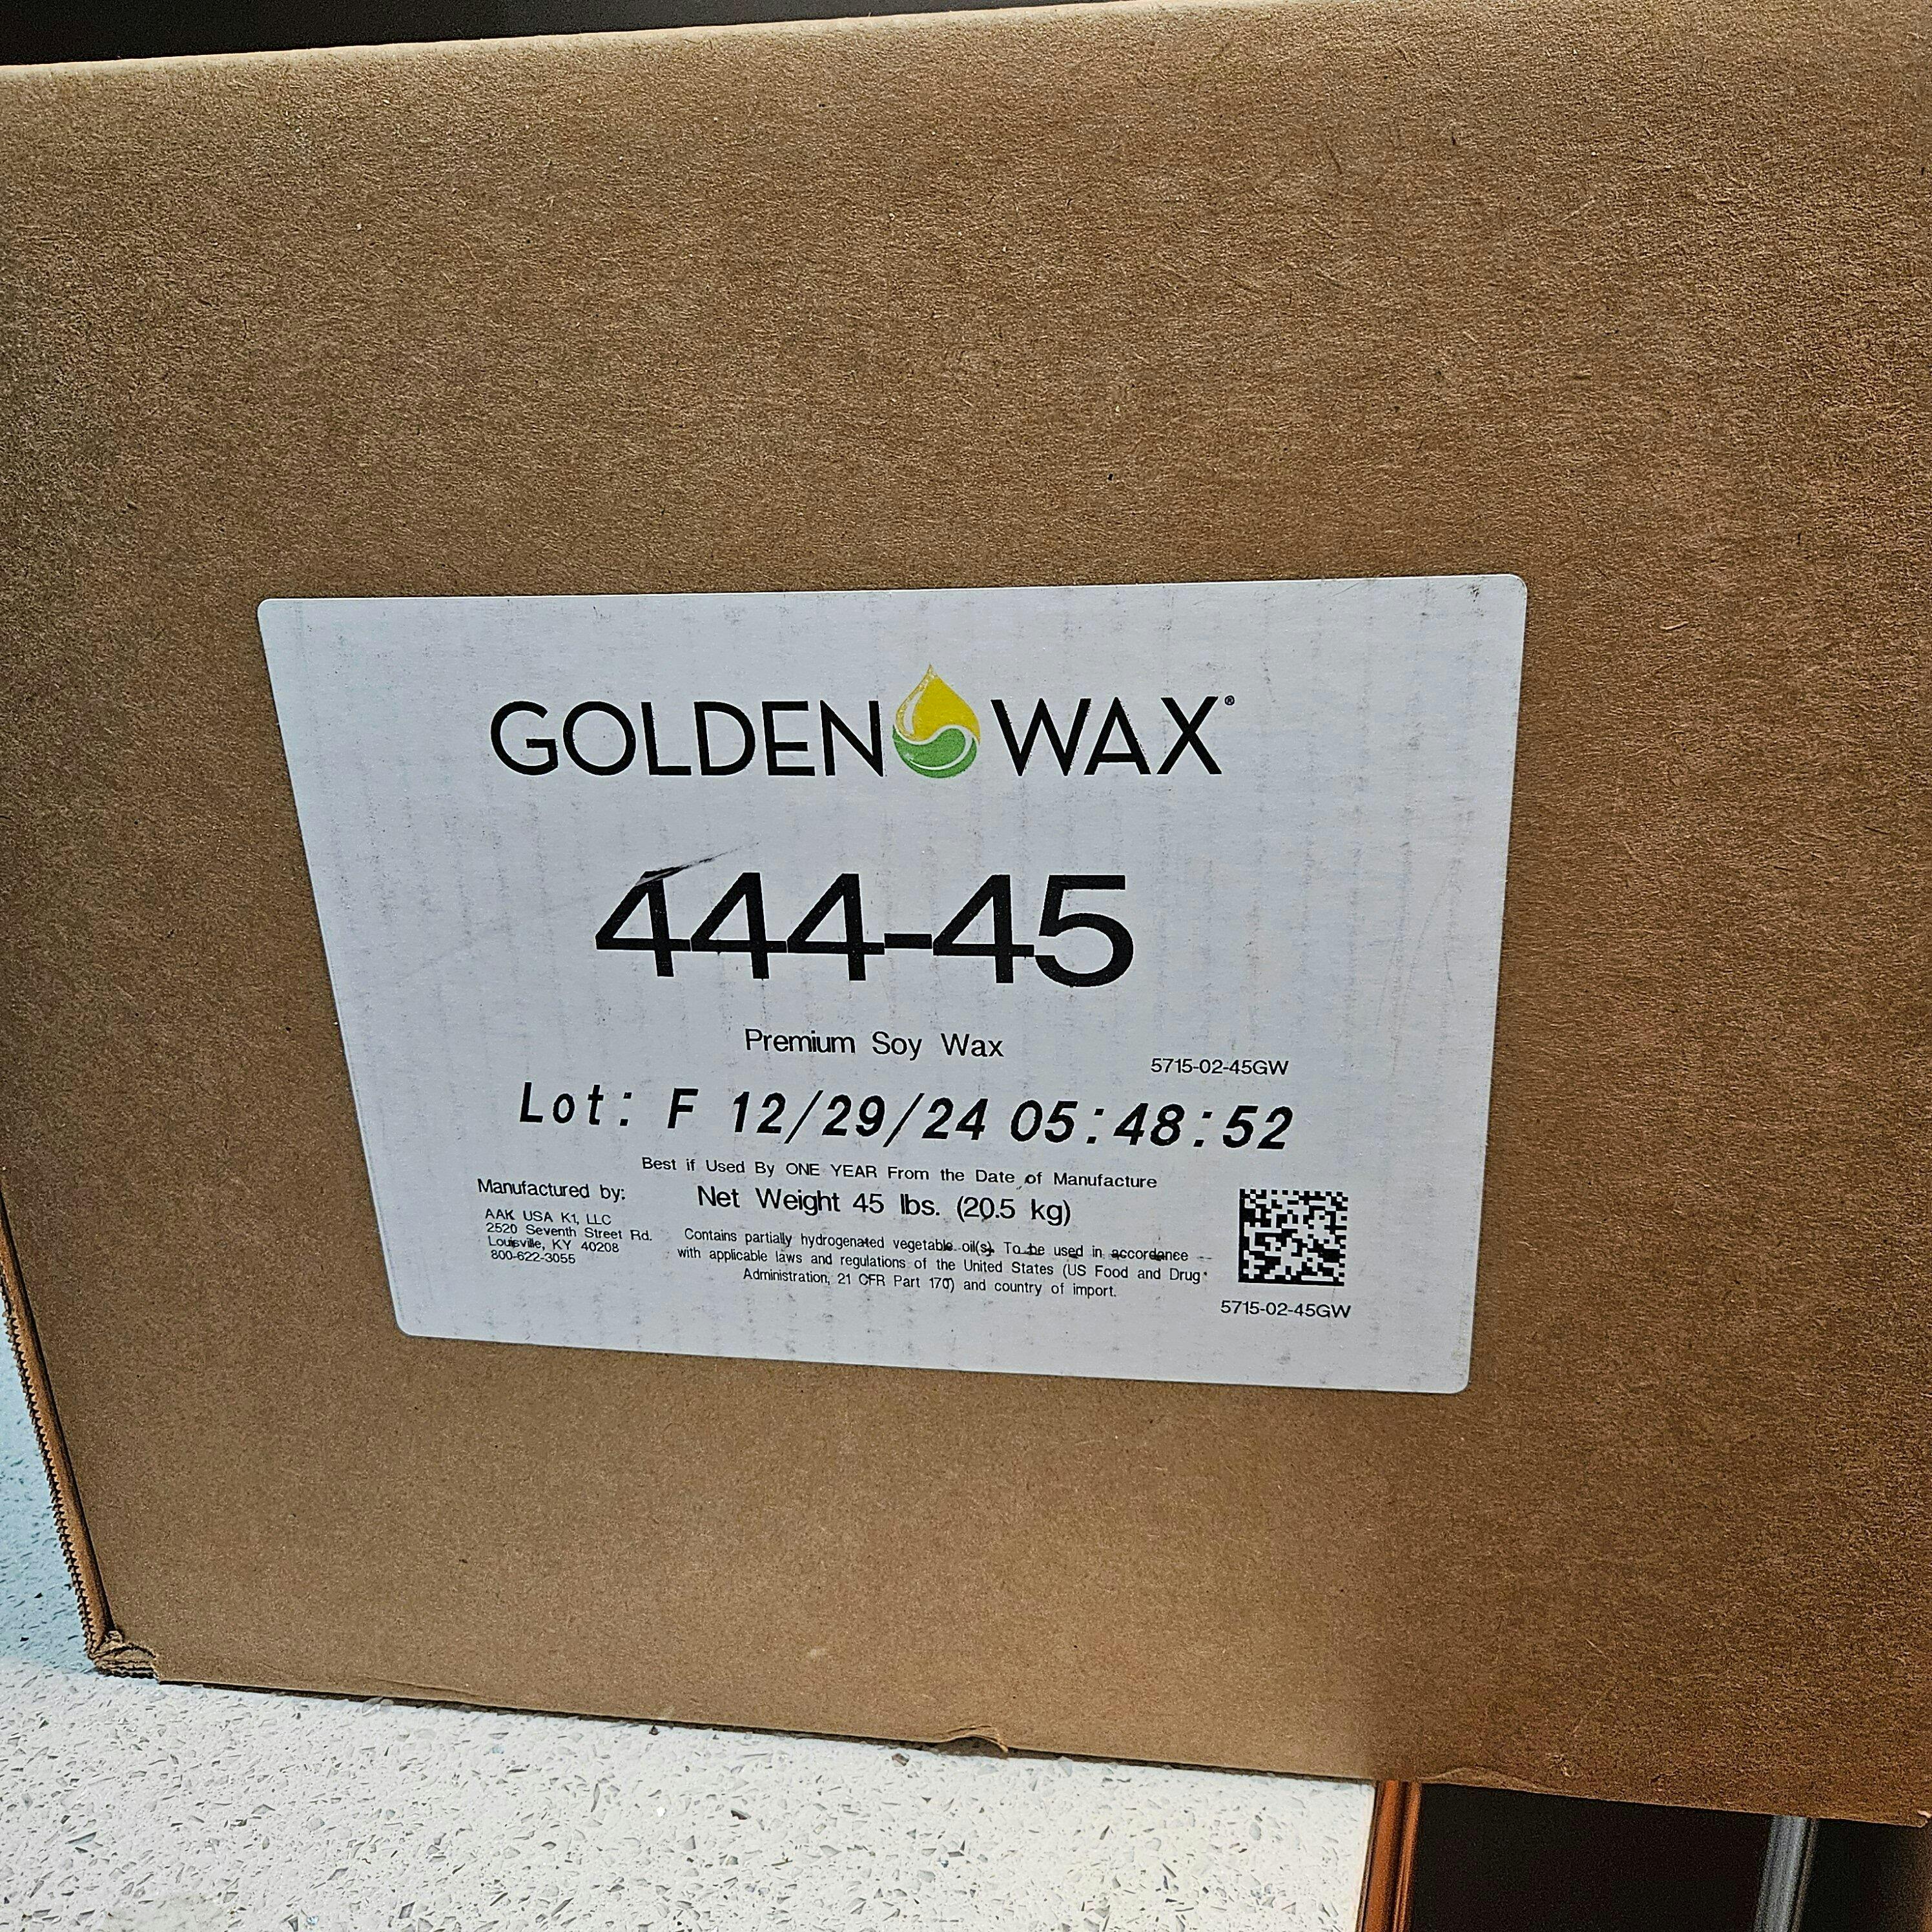 GOLDEN WAX®
444-45
Premium Soy Wax
5715-02-45GW
Lot: F 12/29/24 05:48:52
Best if Used By ONE YEAR From the Date of Manufacture
Net Weight 45 lbs. (20.5 kg)
Manufactured by:
AAK USA K1, LLC
2520 Seventh Street Rd.
Louisville, KY 40208
800-622-3055
Contains partially hydrogenated vegetable oil(s). To be used in accordance
with applicable laws and regulations of the United States (US Food and Drug
Administration, 21 CFR Part 170) and country of import.
5715-02-45GW